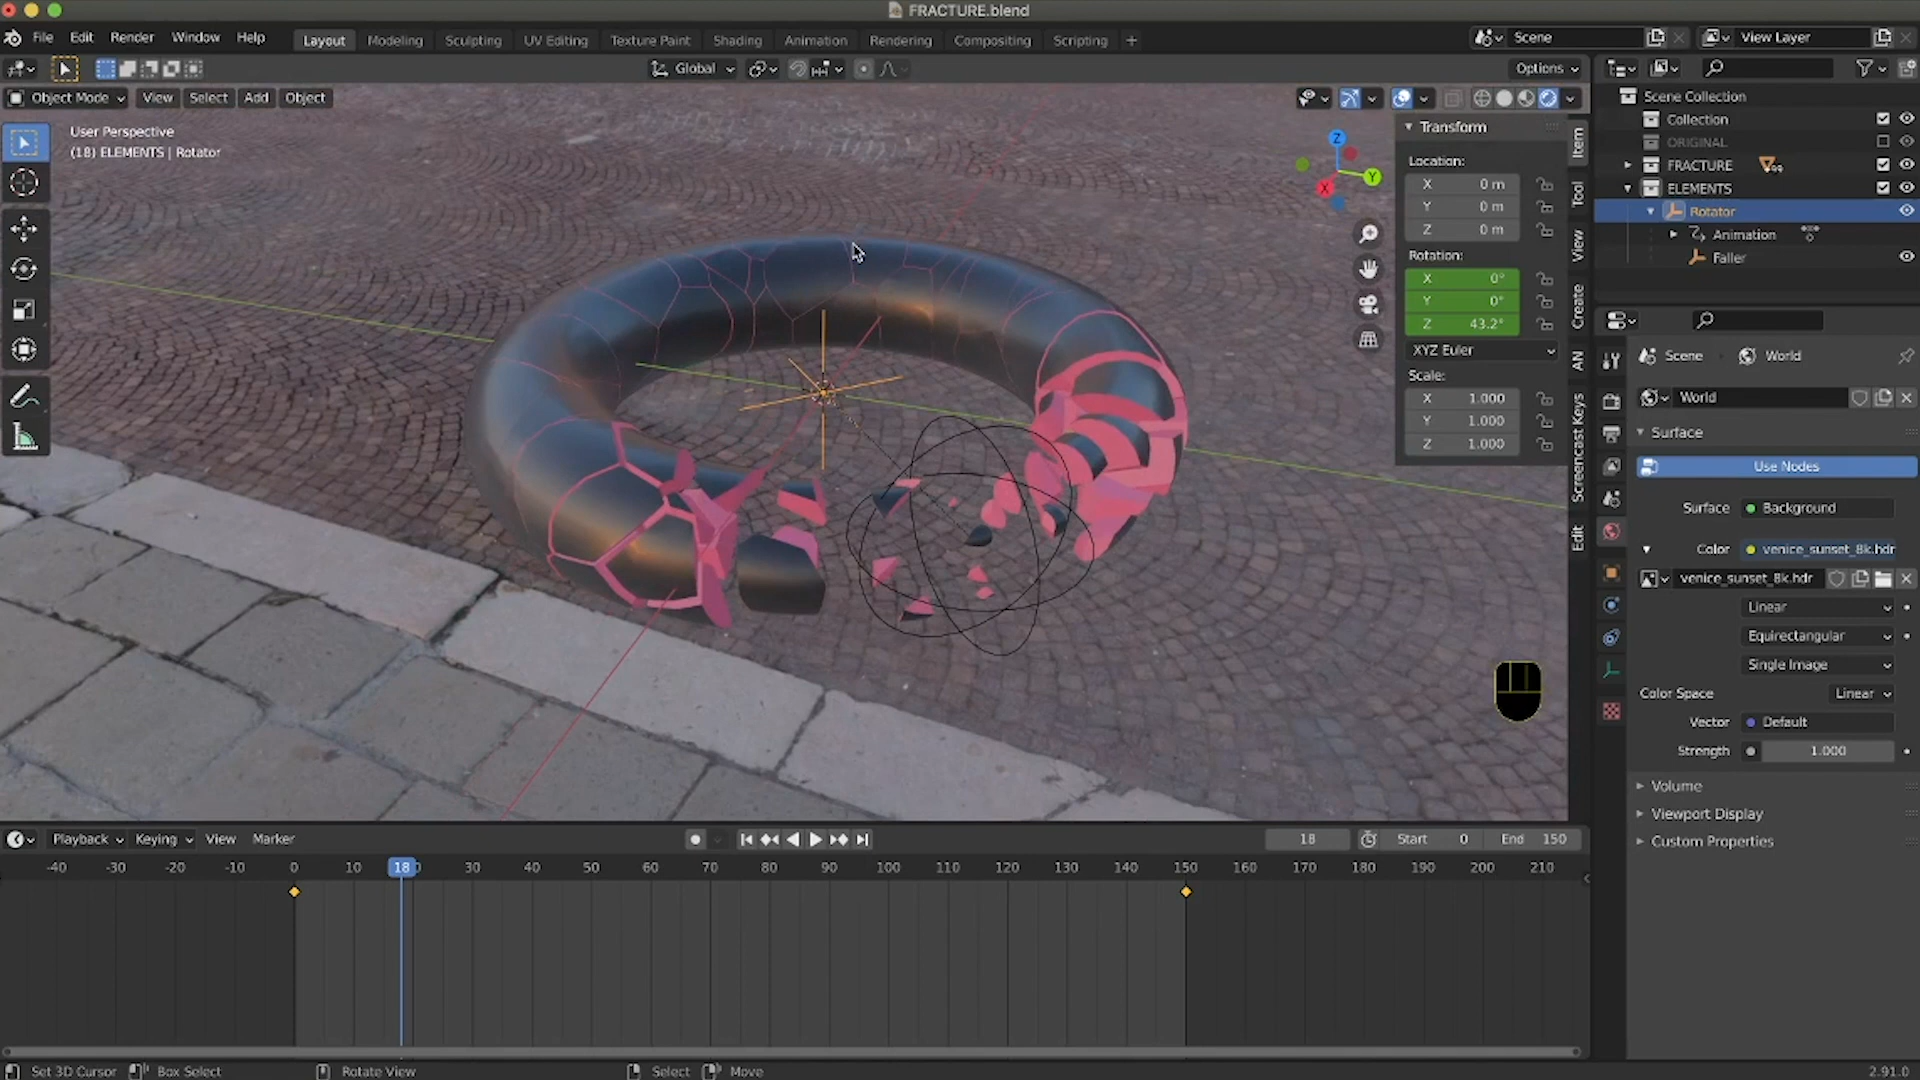 FRACTURE.blend
File Edit Render Window Help
Layout Modeling Sculpting UV Editing Texture Paint Shading Animation Rendering Compositing Scripting +
Scene
View Layer
Global
Options
Object Mode View Select Add Object
User Perspective
(18) ELEMENTS | Rotator
Z
Y
X
Transform
Location:
X 0 m
Y 0 m
Z 0 m
Rotation:
X 0°
Y 0°
Z 43.2°
XYZ Euler
Scale:
X 1.000
Y 1.000
Z 1.000
Item
Tool
View
Create
AN
Screencast Keys
Edit
Scene Collection
Collection
ORIGINAL
FRACTURE
ELEMENTS
Rotator
Animation
Faller
Scene World
World
Surface
Use Nodes
Surface Background
Color venice_sunset_8k.hdr
venice_sunset_8k.hdr
Linear
Equirectangular
Single Image
Color Space Linear
Vector Default
Strength 1.000
Volume
Viewport Display
Custom Properties
Playback Keying View Marker
18 Start 0 End 150
-40 -30 -20 -10 0 10 18 30 40 50 60 70 80 90 100 110 120 130 140 150 160 170 180 190 200 210
Set 3D Cursor Box Select Rotate View Select Move
2.91.0